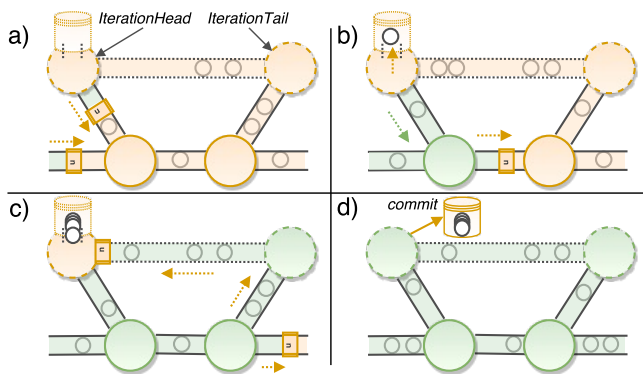 a)
IterationHead
IterationTail
n
n
b)
n
c)
n
n
d)
commit